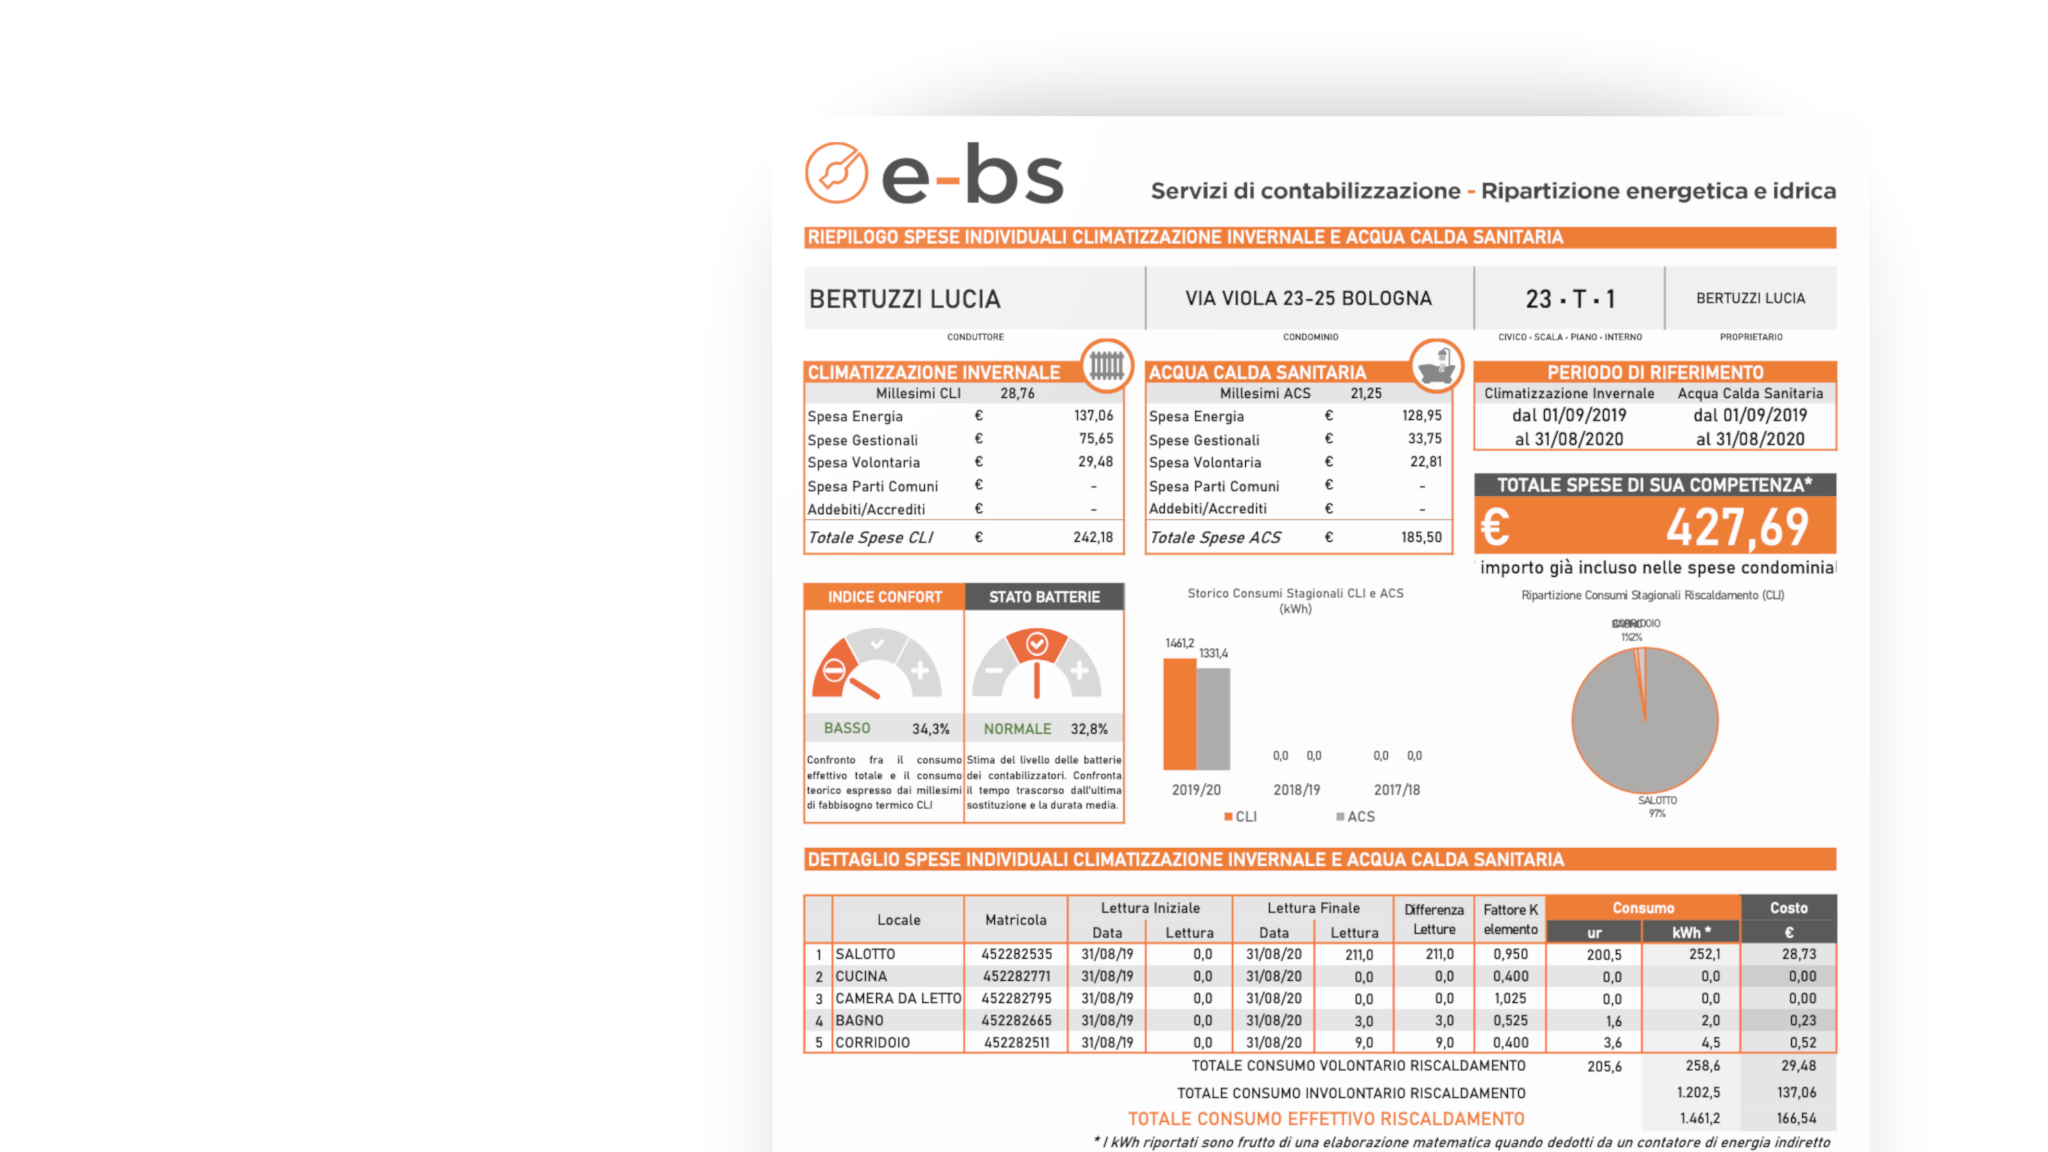 e-bs
Servizi di contabilizzazione - Ripartizione energetica e idrica
RIEPILOGO SPESE INDIVIDUALI CLIMATIZZAZIONE INVERNALE E ACQUA CALDA SANITARIA
BERTUZZI LUCIA VIA VIOLA 23-25 BOLOGNA 23 · T · 1 BERTUZZI LUCIA
CONDUTTORE CONDOMINIO CIVICO - SCALA - PIANO - INTERNO PROPRIETARIO
CLIMATIZZAZIONE INVERNALE
Millesimi CLI 28,76
Spesa Energia € 137,06
Spese Gestionali € 75,65
Spesa Volontaria € 29,48
Spesa Parti Comuni € -
Addebiti/Accrediti € -
Totale Spese CLI € 242,18
ACQUA CALDA SANITARIA
Millesimi ACS 21,25
Spesa Energia € 128,95
Spese Gestionali € 33,75
Spesa Volontaria € 22,81
Spesa Parti Comuni € -
Addebiti/Accrediti € -
Totale Spese ACS € 185,50
PERIODO DI RIFERIMENTO
Climatizzazione Invernale Acqua Calda Sanitaria
dal 01/09/2019 dal 01/09/2019
al 31/08/2020 al 31/08/2020
TOTALE SPESE DI SUA COMPETENZA*
€ 427,69
importo già incluso nelle spese condominial
INDICE CONFORT STATO BATTERIE
BASSO 34,3% NORMALE 32,8%
Confronto fra il consumo
effettivo totale e il consumo
teorico espresso dai millesimi
di fabbisogno termico CLI
Stima del livello delle batterie
dei contabilizzatori. Confronta
il tempo trascorso dall'ultima
sostituzione e la durata media.
Storico Consumi Stagionali CLI e ACS
(kWh)
1461,2
1331,4
0,0 0,0 0,0 0,0
2019/20 2018/19 2017/18
CLI ACS
Ripartizione Consumi Stagionali Riscaldamento (CLI)
CORRIDOIO
1%2%
SALOTTO
97%
DETTAGLIO SPESE INDIVIDUALI CLIMATIZZAZIONE INVERNALE E ACQUA CALDA SANITARIA
Locale Matricola Lettura Iniziale Lettura Finale Differenza Letture Fattore K elemento Consumo Costo
Data Lettura Data Lettura ur kWh * €
1 SALOTTO 452282535 31/08/19 0,0 31/08/20 211,0 211,0 0,950 200,5 252,1 28,73
2 CUCINA 452282771 31/08/19 0,0 31/08/20 0,0 0,0 0,400 0,0 0,0 0,00
3 CAMERA DA LETTO 452282795 31/08/19 0,0 31/08/20 0,0 0,0 1,025 0,0 0,0 0,00
4 BAGNO 452282665 31/08/19 0,0 31/08/20 3,0 3,0 0,525 1,6 2,0 0,23
5 CORRIDOIO 452282511 31/08/19 0,0 31/08/20 9,0 9,0 0,400 3,6 4,5 0,52
TOTALE CONSUMO VOLONTARIO RISCALDAMENTO 205,6 258,6 29,48
TOTALE CONSUMO INVOLONTARIO RISCALDAMENTO 1.202,5 137,06
TOTALE CONSUMO EFFETTIVO RISCALDAMENTO 1.461,2 166,54
* I kWh riportati sono frutto di una elaborazione matematica quando dedotti da un contatore di energia indiretto